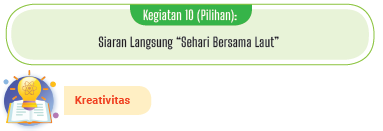 Kegiatan 10 (Pilihan):
Siaran Langsung “Sehari Bersama Laut”
Kreativitas